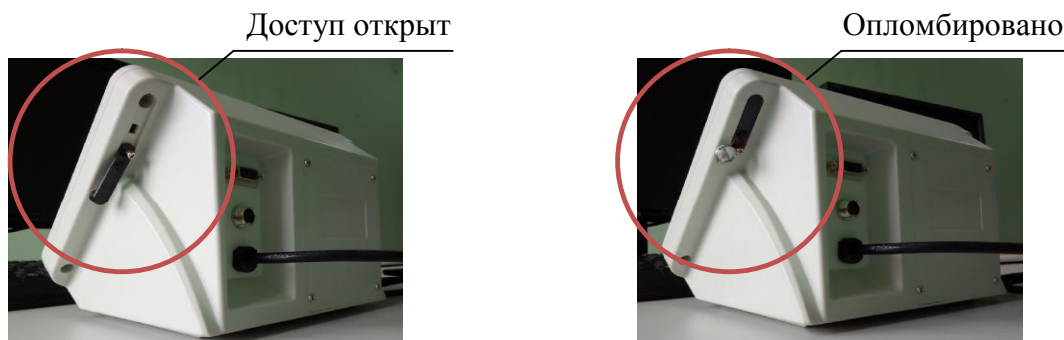 Доступ открыт
Опломбировано